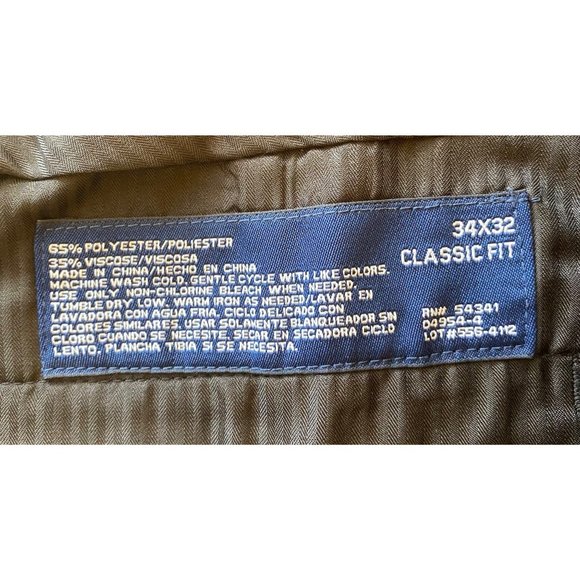 65% POLYESTER/POLIESTER
35% VISCOSE/VISCOSA
MADE IN CHINA/HECHO EN CHINA
MACHINE WASH COLD. GENTLE CYCLE WITH LIKE COLORS.
USE ONLY NON-CHLORINE BLEACH WHEN NEEDED.
TUMBLE DRY LOW. WARM IRON AS NEEDED/LAVAR EN
LAVADORA CON AGUA FRIA. CICLO DELICADO CON
COLORES SIMILARES. USAR SOLAMENTE BLANQUEADOR SIN
CLORO CUANDO SE NECESITE. SECAR EN SECADORA CICLO
LENTO. PLANCHA TIBIA SI SE NECESITA.
34X32
CLASSIC FIT
RN# 54341
0495A-4
LOT#556-4112